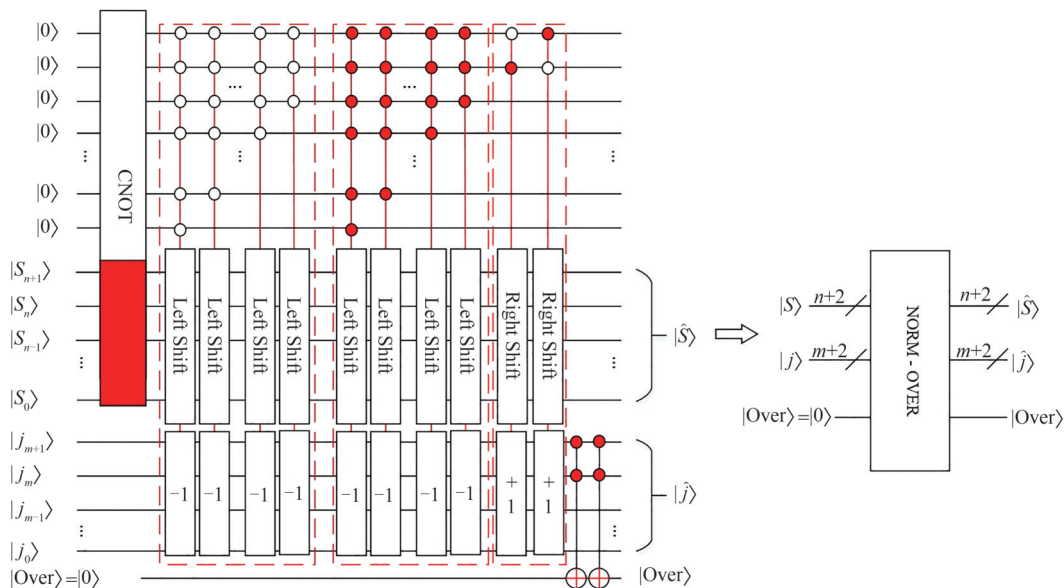 |0⟩
|0⟩
|0⟩
|0⟩
...
|0⟩
|0⟩
|S_{n+1}⟩
|S_n⟩
|S_{n-1}⟩
...
|S_0⟩
|j_{m+1}⟩
|j_m⟩
|j_{m-1}⟩
...
|j_0⟩
|Over⟩=|0⟩
CNOT
...
...
...
...
...
Left Shift
Left Shift
Left Shift
Left Shift
Left Shift
Left Shift
Left Shift
Left Shift
Right Shift
Right Shift
−1
−1
−1
−1
−1
−1
−1
−1
+1
+1
...
...
|Ŝ⟩
|ĵ⟩
|Over⟩
|S⟩ n+2
|j⟩ m+2
|Over⟩=|0⟩
NORM - OVER
n+2 |Ŝ⟩
m+2 |ĵ⟩
|Over⟩